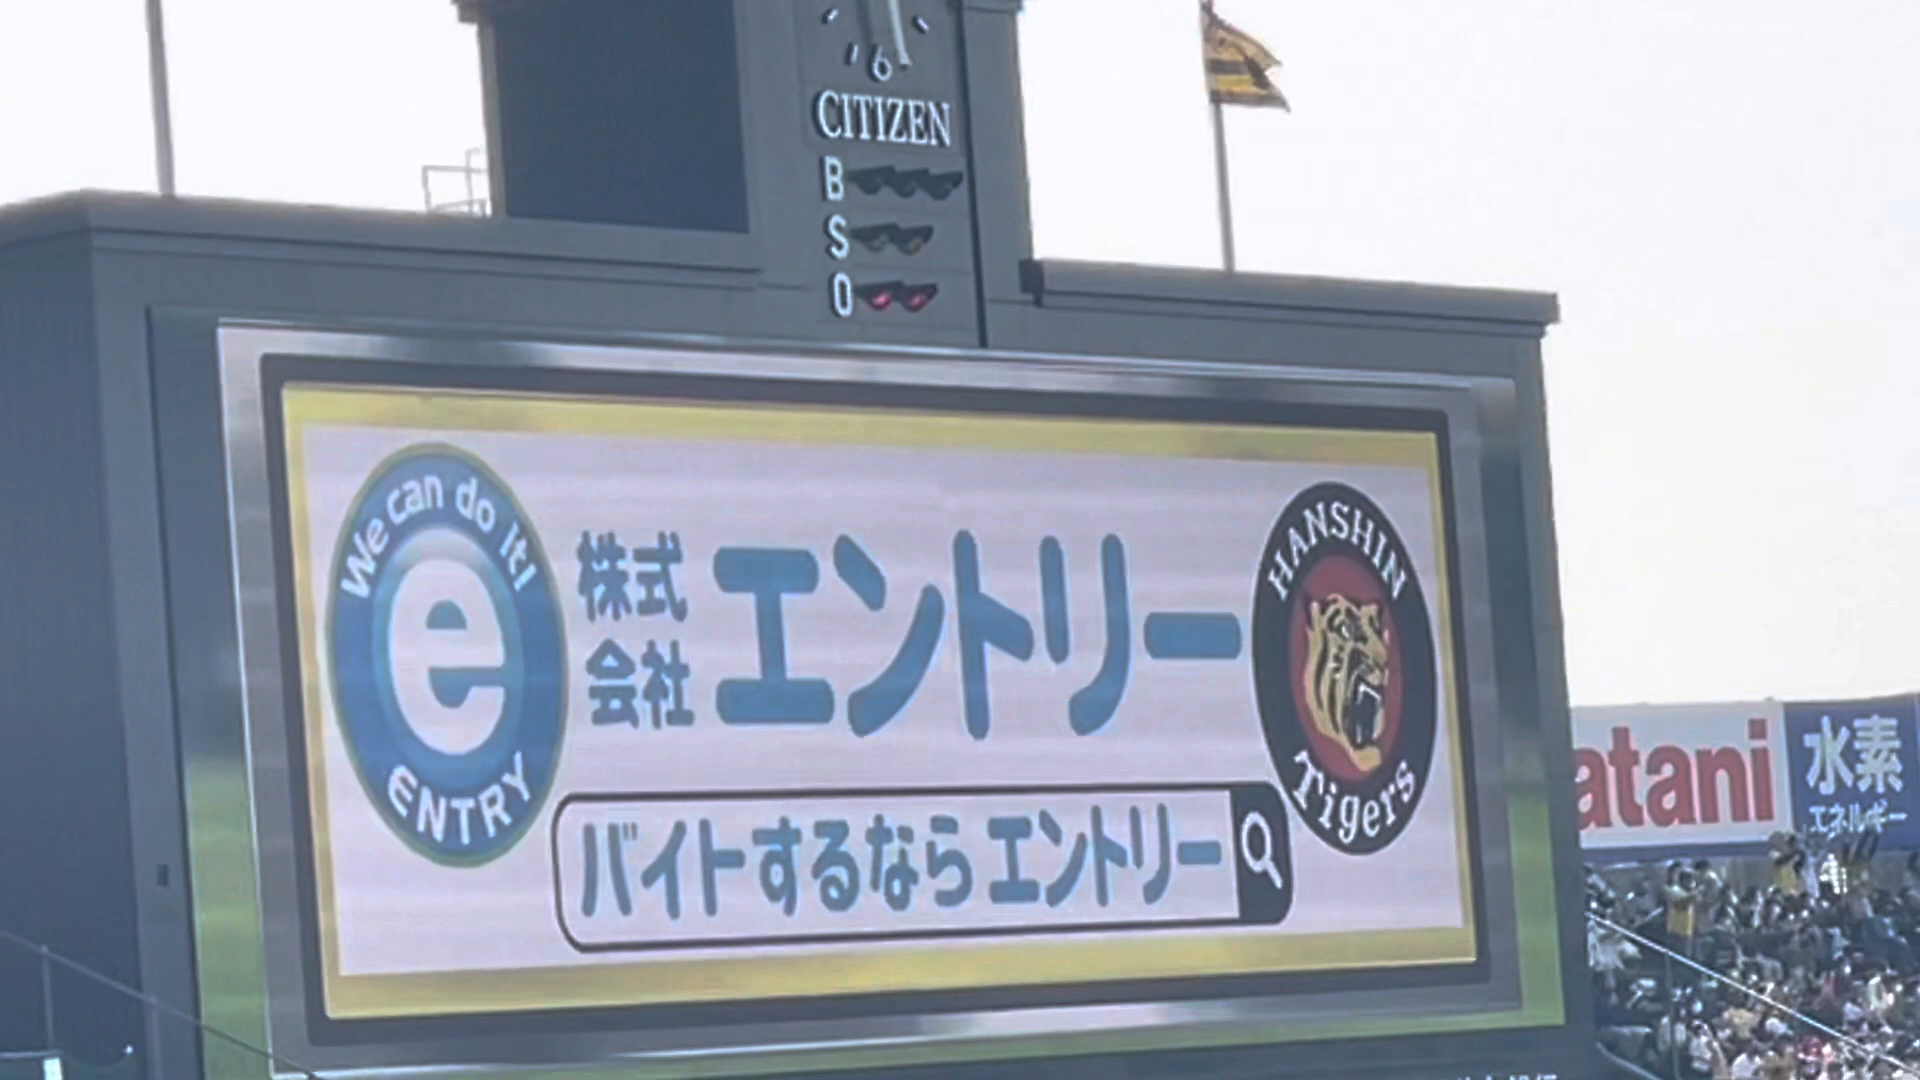 6
CITIZEN
B
S
O
We can do it!
e
ENTRY
株式
会社
エントリー
HANSHIN
Tigers
バイトするなら エントリー
atani
水素
エネルギー